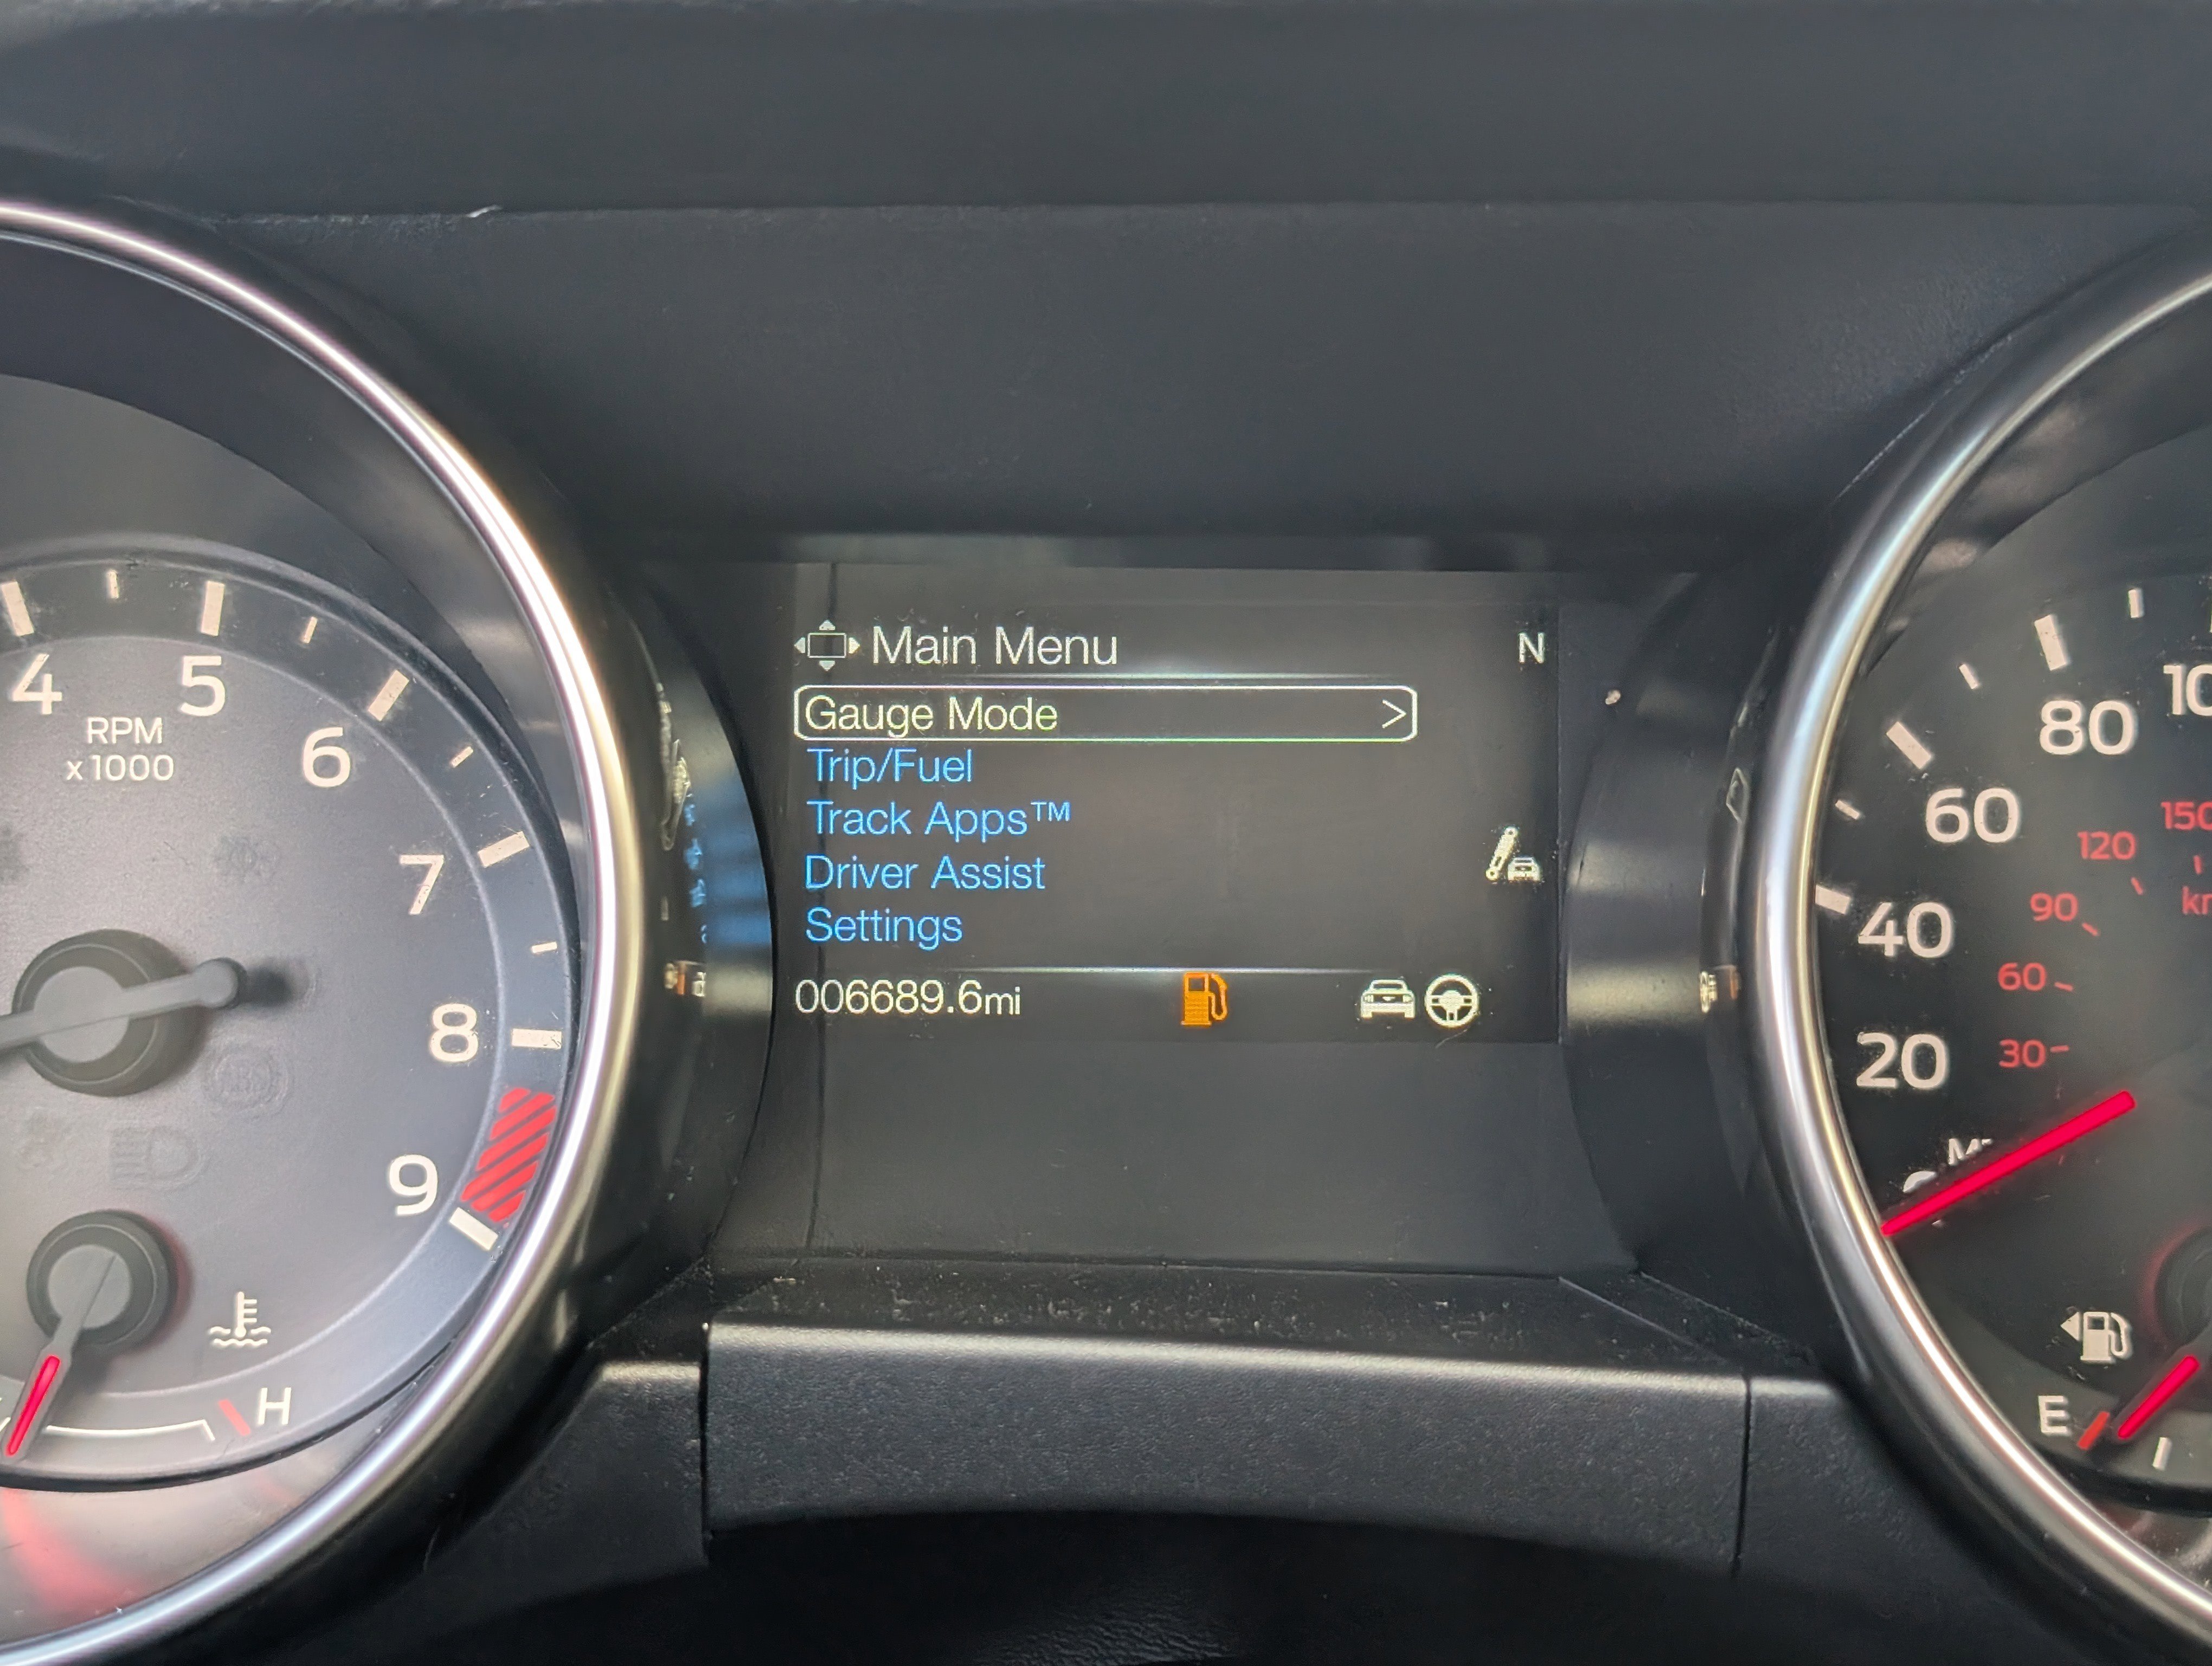 Main Menu
N
Gauge Mode >
Trip/Fuel
Track Apps™
Driver Assist
Settings
006689.6mi
4
5
6
7
8
9
RPM
x1000
H
80
60
40
20
150
120
90
60
30
E